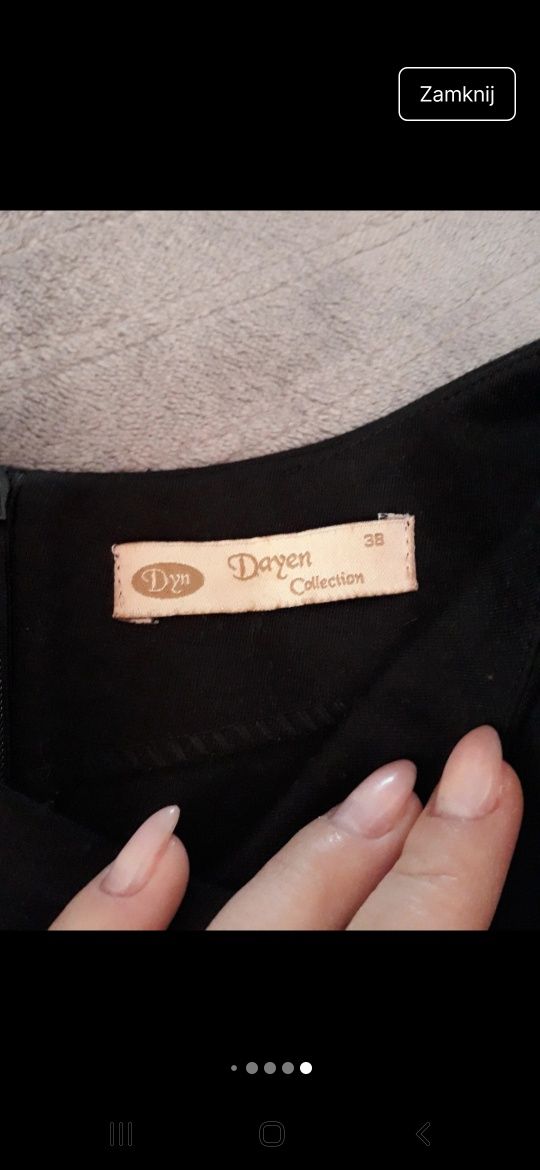 Zamknij
38
Dyn
Dayen
Collection